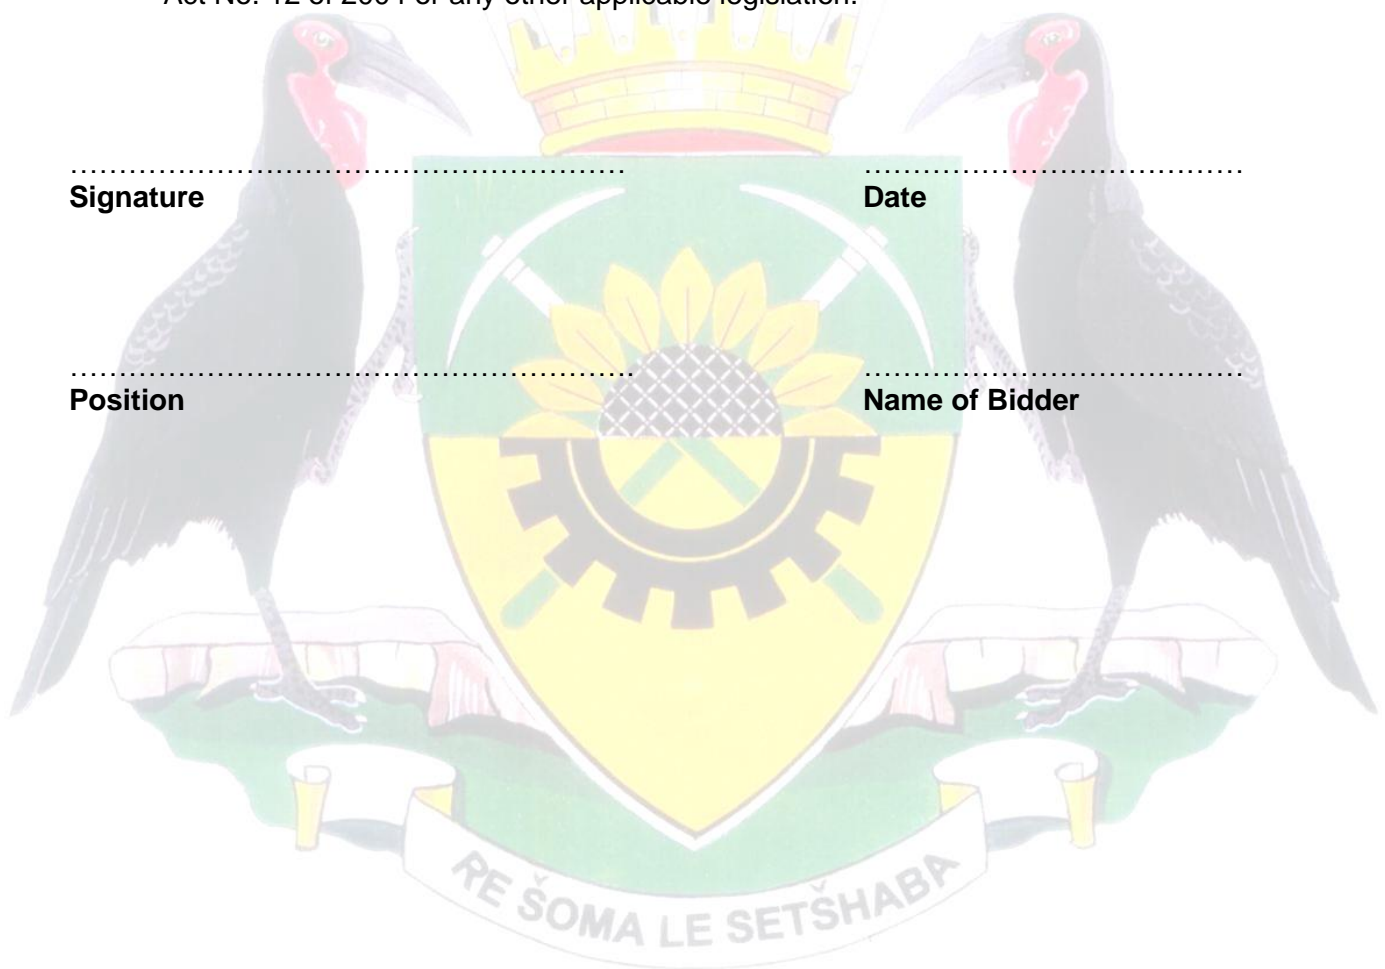 Act No. 12 of 2004 or any other applicable legislation.
………………………………………………… …………………………………
Signature Date
………………………………………………….. …………………………………
Position Name of Bidder
RE ŠOMA LE SETŠHABA